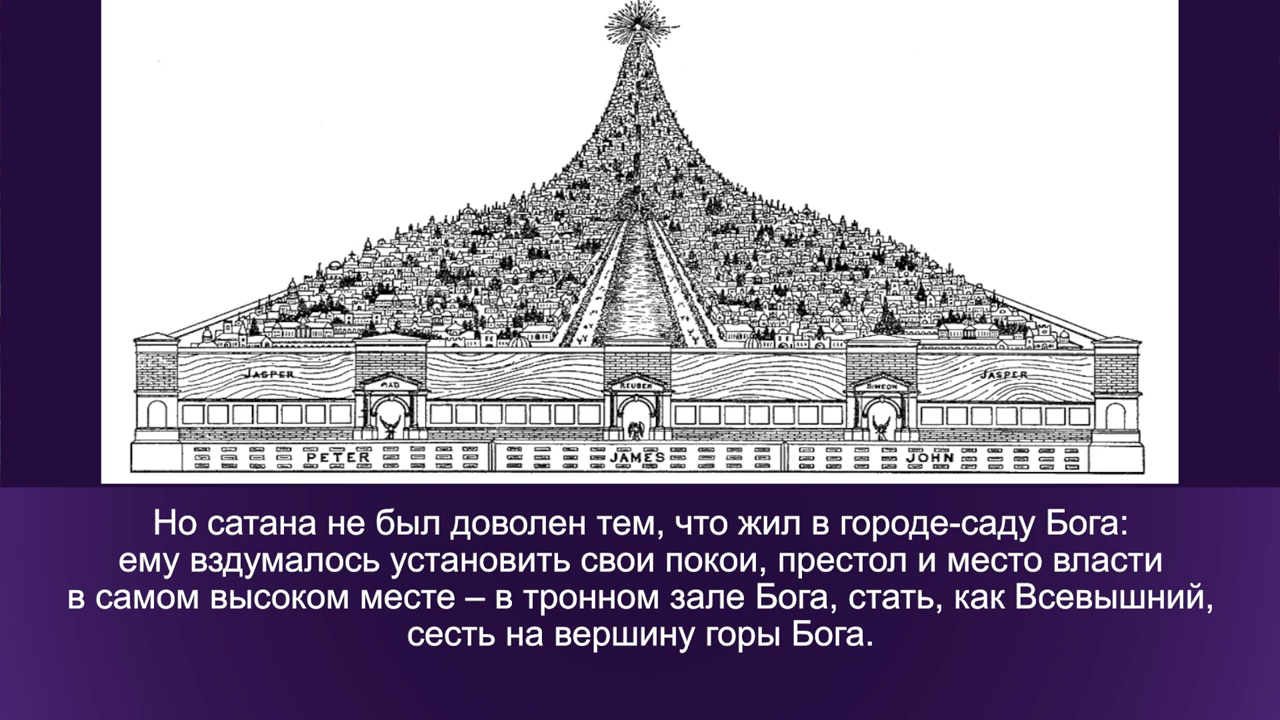 JASPER
GAD
REUBEN
SIMEON
JASPER
PETER
JAMES
JOHN
Но сатана не был доволен тем, что жил в городе-саду Бога:
ему вздумалось установить свои покои, престол и место власти
в самом высоком месте – в тронном зале Бога, стать, как Всевышний,
сесть на вершину горы Бога.